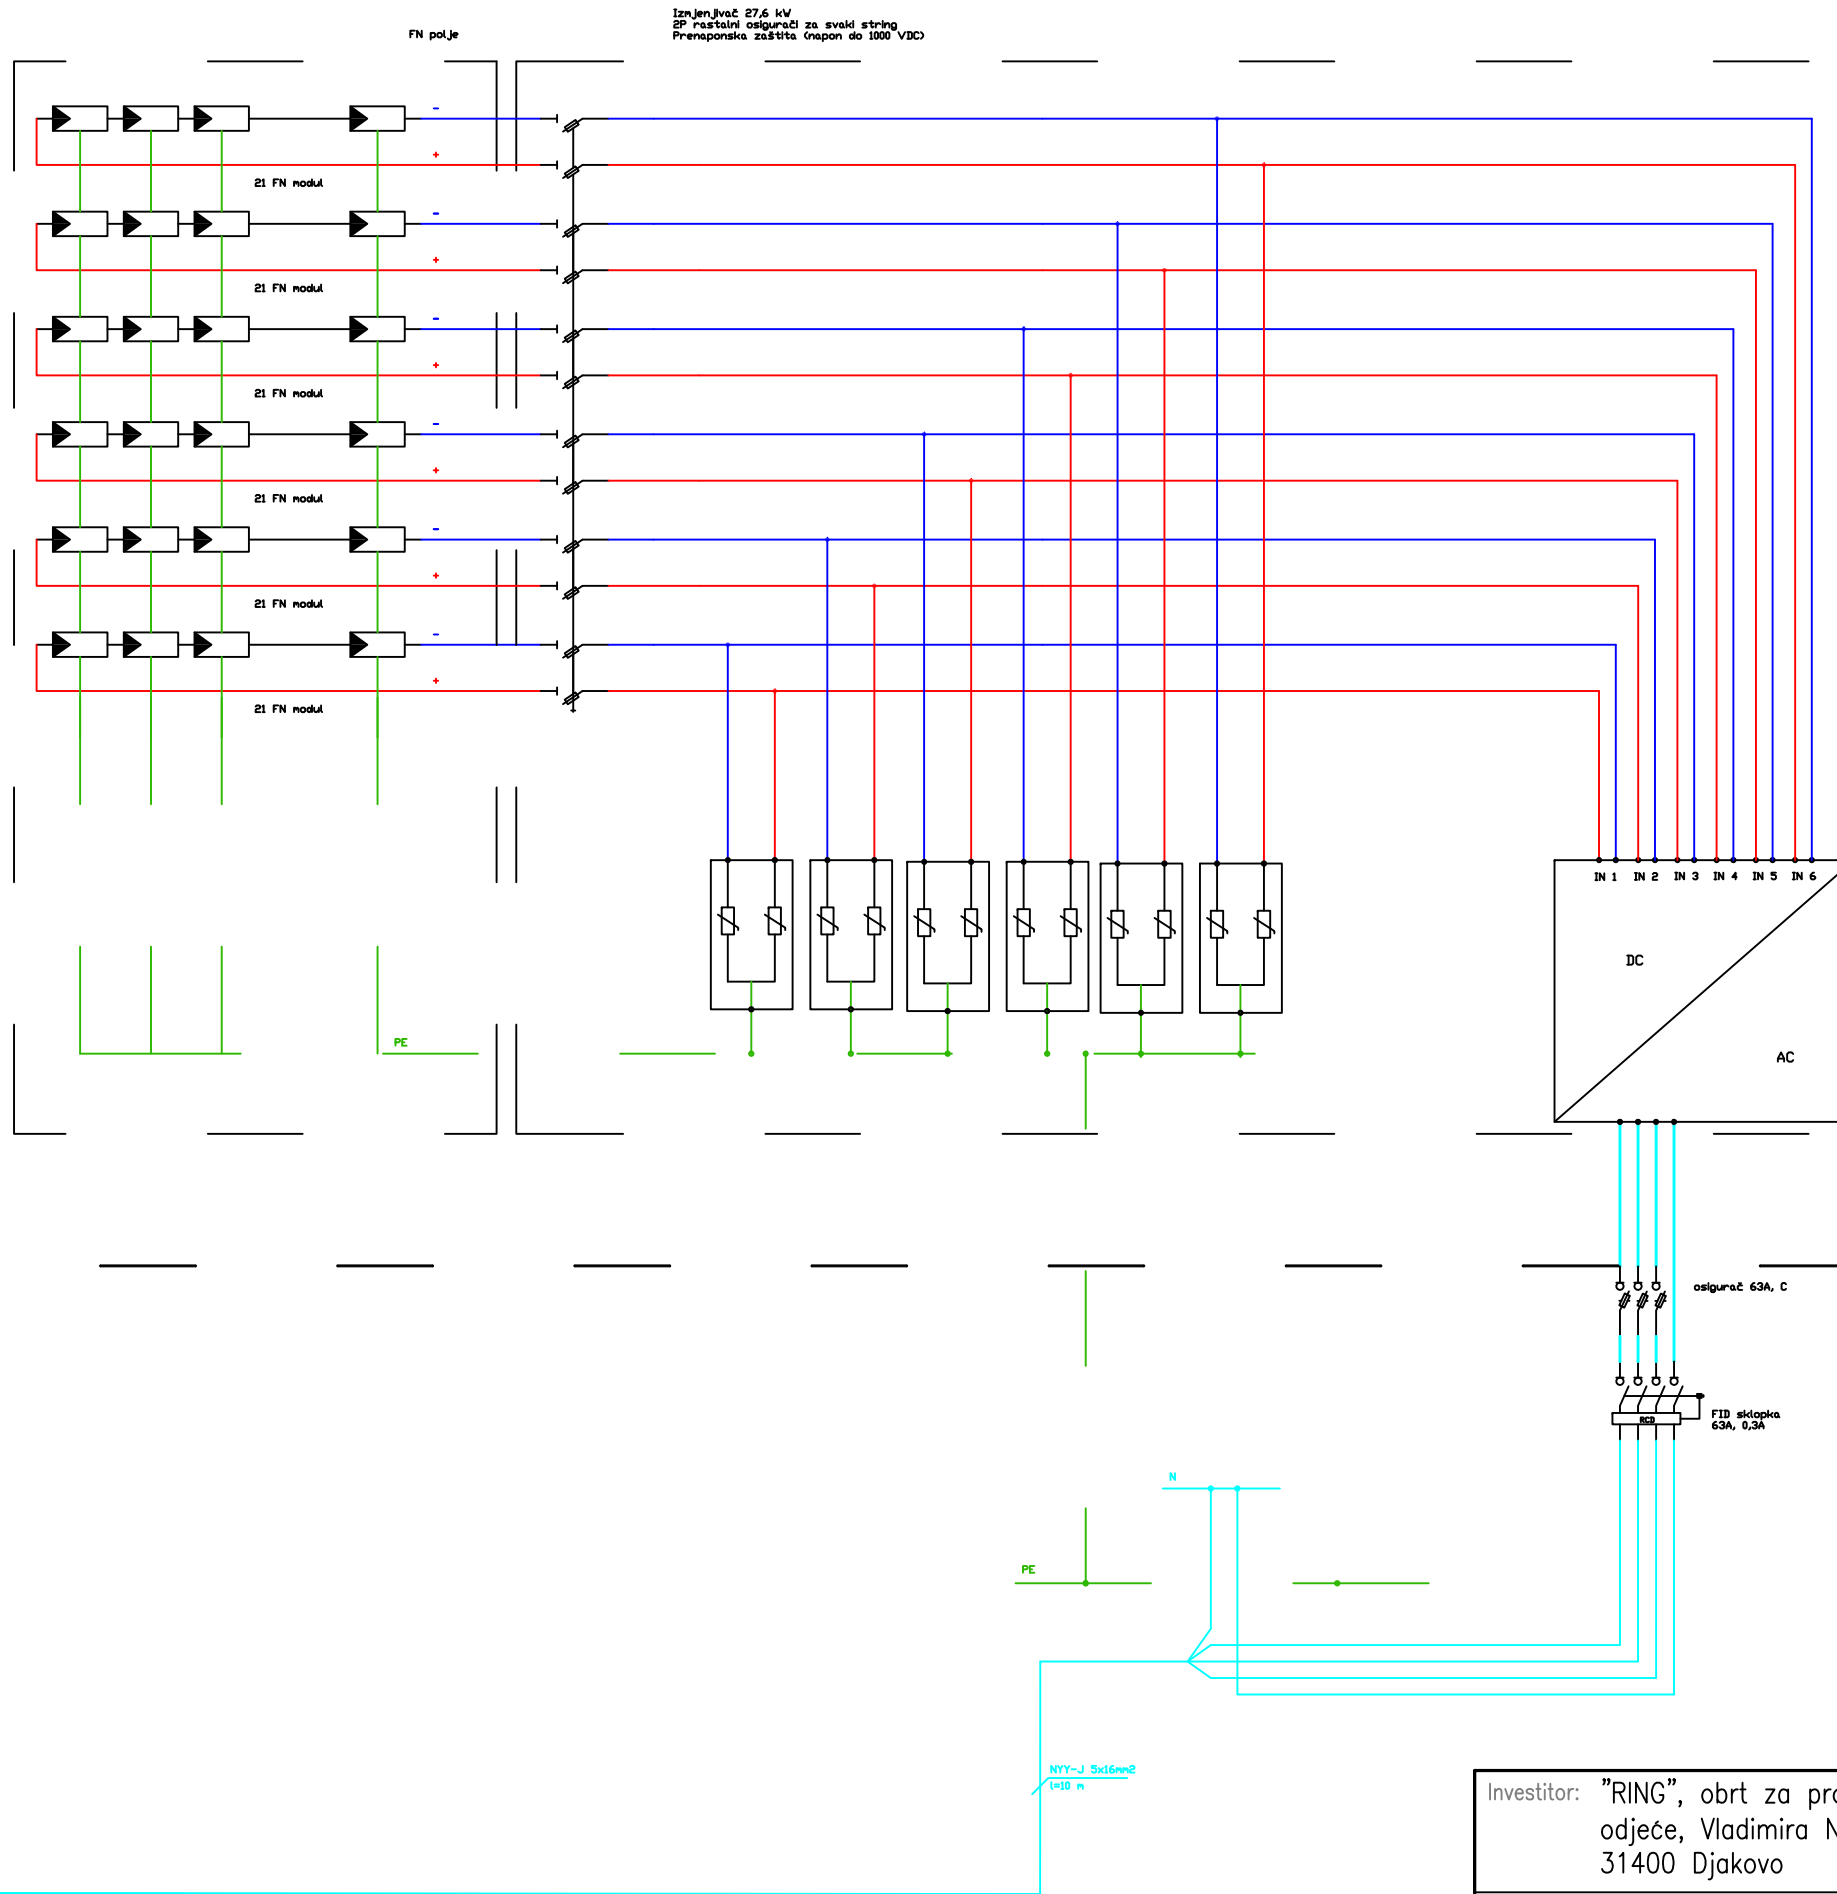 Izmjenjivač 27,6 kW
2P rastalni osigurači za svaki string
Prenaponska zaštita (napon do 1000 VDC)
FN polje
-
+
21 FN modul
-
+
21 FN modul
-
+
21 FN modul
-
+
21 FN modul
-
+
21 FN modul
-
+
21 FN modul
IN 1 IN 2 IN 3 IN 4 IN 5 IN 6
DC
PE
AC
osigurač 63A, C
RCD
FID sklopka
63A, 0,3A
N
PE
NYY-J 5x16mm2
l=10 m
Investitor: "RING", obrt za pro
odjeće, Vladimira N
31400 Djakovo